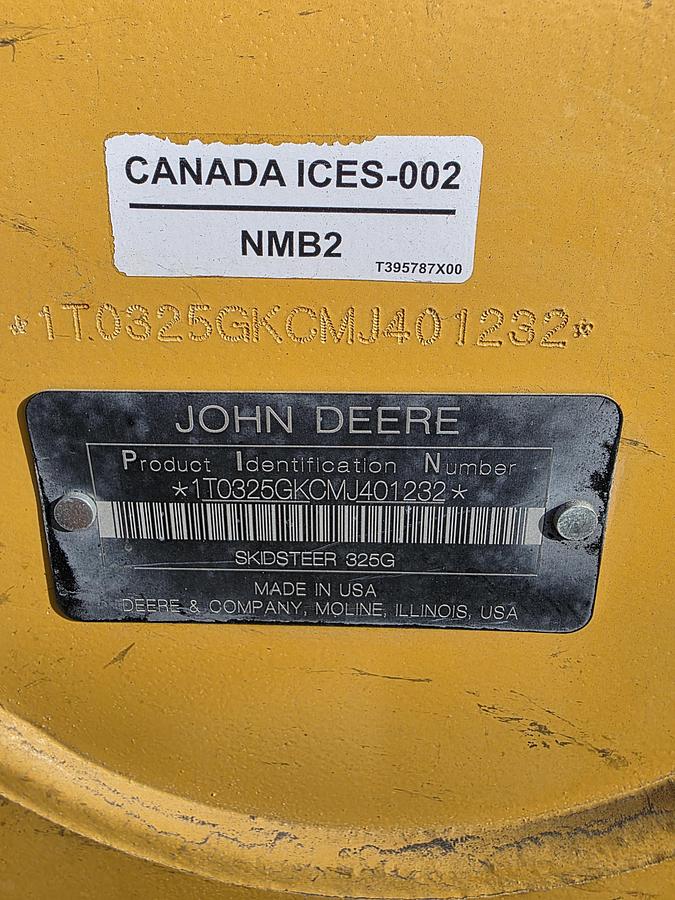 CANADA ICES-002
NMB2
T395787X00
*1T0325GKCMJ401232*
JOHN DEERE
Product Identification Number
*1T0325GKCMJ401232*
SKIDSTEER 325G
MADE IN USA
DEERE & COMPANY, MOLINE, ILLINOIS, USA